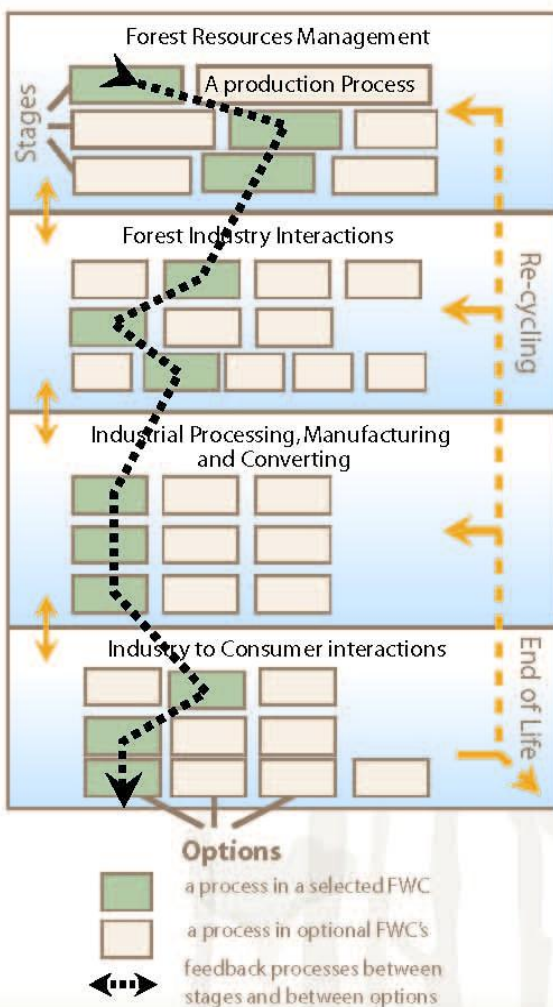 Forest Resources Management
A production Process
Stages
Forest Industry Interactions
Re-cycling
Industrial Processing, Manufacturing
and Converting
Industry to Consumer interactions
End of Life
Options
a process in a selected FWC
a process in optional FWC's
feedback processes between
stages and between options